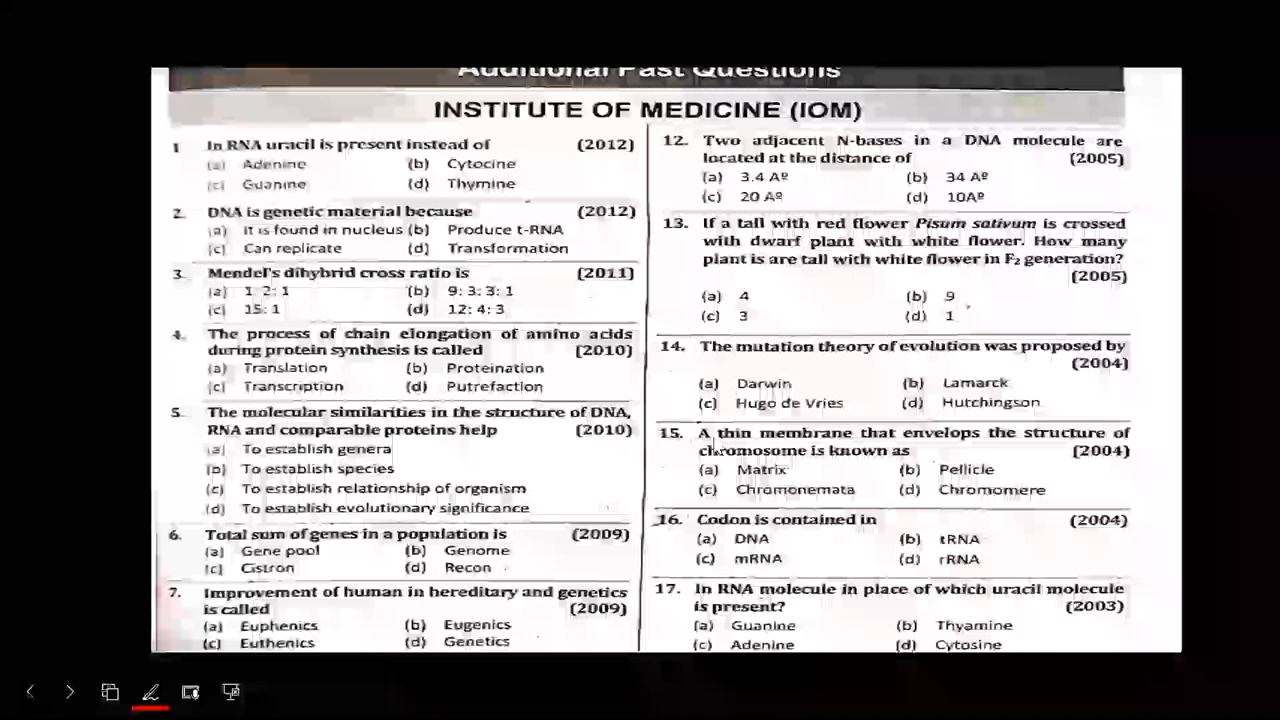 Additional Past Questions
INSTITUTE OF MEDICINE (IOM)
1 In RNA uracil is present instead of (2012)
(a) Adenine (b) Cytocine
(c) Guanine (d) Thymine
2. DNA is genetic material because (2012)
(a) It is found in nucleus (b) Produce t-RNA
(c) Can replicate (d) Transformation
3. Mendel's dihybrid cross ratio is (2011)
(a) 1: 2: 1 (b) 9: 3: 3: 1
(c) 15: 1 (d) 12: 4: 3
4. The process of chain elongation of amino acids
during protein synthesis is called (2010)
(a) Translation (b) Proteination
(c) Transcription (d) Putrefaction
5. The molecular similarities in the structure of DNA,
RNA and comparable proteins help (2010)
(a) To establish genera
(b) To establish species
(c) To establish relationship of organism
(d) To establish evolutionary significance
6. Total sum of genes in a population is (2009)
(a) Gene pool (b) Genome
(c) Cistron (d) Recon
7. Improvement of human in hereditary and genetics
is called (2009)
(a) Euphenics (b) Eugenics
(c) Euthenics (d) Genetics
12. Two adjacent N-bases in a DNA molecule are
located at the distance of (2005)
(a) 3.4 Aº (b) 34 Aº
(c) 20 Aº (d) 10Aº
13. If a tall with red flower Pisum sativum is crossed
with dwarf plant with white flower. How many
plant is are tall with white flower in F₂ generation?
(2005)
(a) 4 (b) 9
(c) 3 (d) 1
14. The mutation theory of evolution was proposed by
(2004)
(a) Darwin (b) Lamarck
(c) Hugo de Vries (d) Hutchingson
15. A thin membrane that envelops the structure of
chromosome is known as (2004)
(a) Matrix (b) Pellicle
(c) Chromonemata (d) Chromomere
16. Codon is contained in (2004)
(a) DNA (b) tRNA
(c) mRNA (d) rRNA
17. In RNA molecule in place of which uracil molecule
is present? (2003)
(a) Guanine (b) Thyamine
(c) Adenine (d) Cytosine